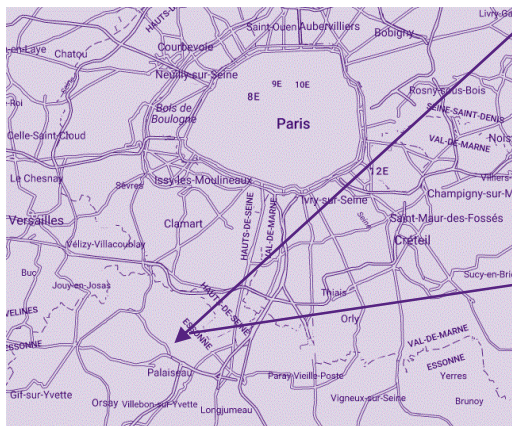 Livry-Ga
HAUTS-DE-S
Saint-Ouen
Aubervilliers
Bobigny
en-Laye
Chatou
Courbevoie
Neuilly-sur-Seine
9E
10E
8E
Rosny-sous-Bois
-Roi
Bois de
Boulogne
Paris
SEINE-SAINT-DENIS
Celle-Saint-Cloud
VAL-DE-MARNE
Noisy
12E
Le Chesnay
Sèvres
Issy-les-Moulineaux
Villiers
Ivry-sur-Seine
Champigny-sur-M
Versailles
Clamart
HAUTS-DE-SEINE
VAL-DE-MARNE
Seine
Saint-Maur-des-Fossés
Vélizy-Villacoublay
Créteil
Buc
Jouy-en-Josas
Sucy-en-Brie
HAUTS-DE-SEINE
ESSONNE
Thiais
YVELINES
ESSONNE
Orly
VAL-DE-MARNE
ESSONNE
Palaiseau
Paray-Vieille-Poste
Yerres
Gif-sur-Yvette
Orsay
Villebon-sur-Yvette
Longjumeau
Vigneux-sur-Seine
Brunoy